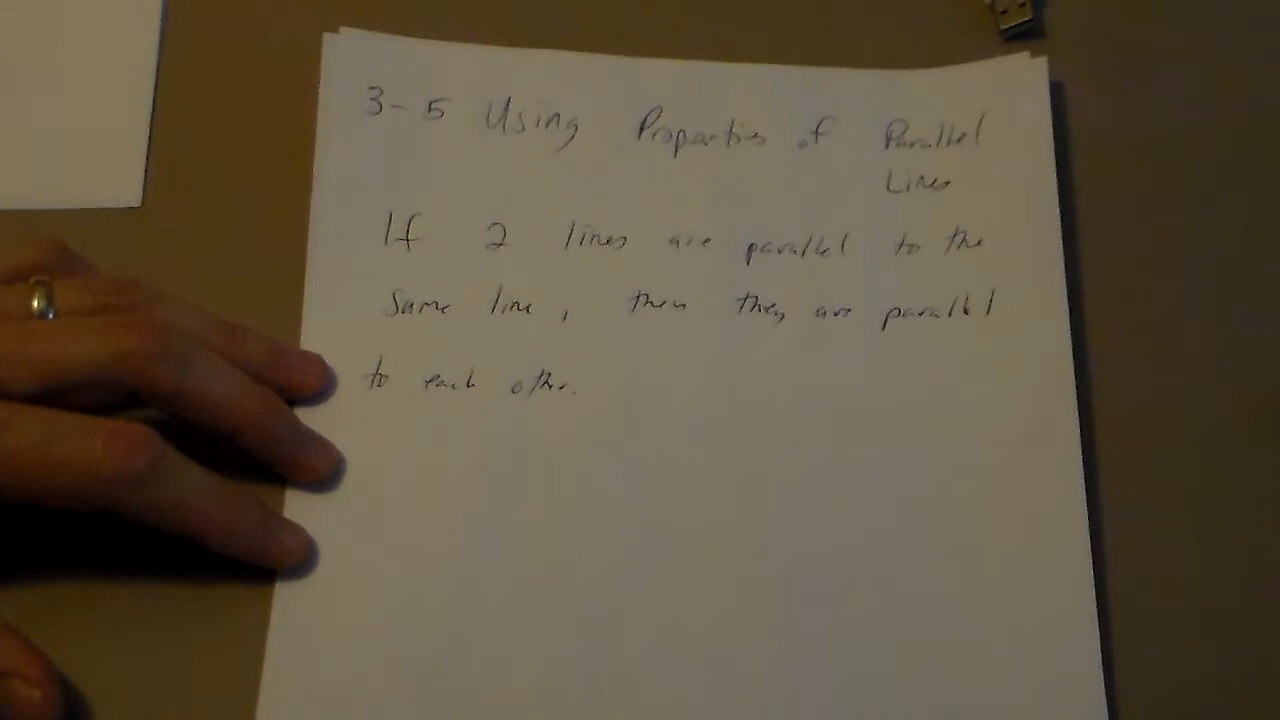 3-5 Using Properties of Parallel
Lines
If 2 lines are parallel to the
same line, then they are parallel
to each other.